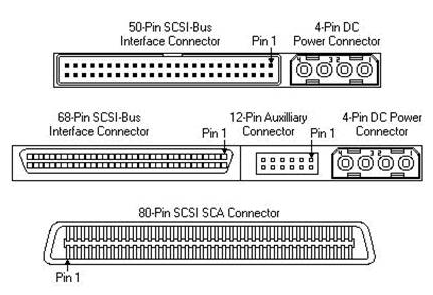 50-Pin SCSI-Bus
Interface Connector
Pin 1
4-Pin DC
Power Connector
4 3 2 1
68-Pin SCSI-Bus
Interface Connector
Pin 1
12-Pin Auxilliary
Connector
Pin 1
4-Pin DC Power
Connector
4 3 2 1
80-Pin SCSI SCA Connector
Pin 1